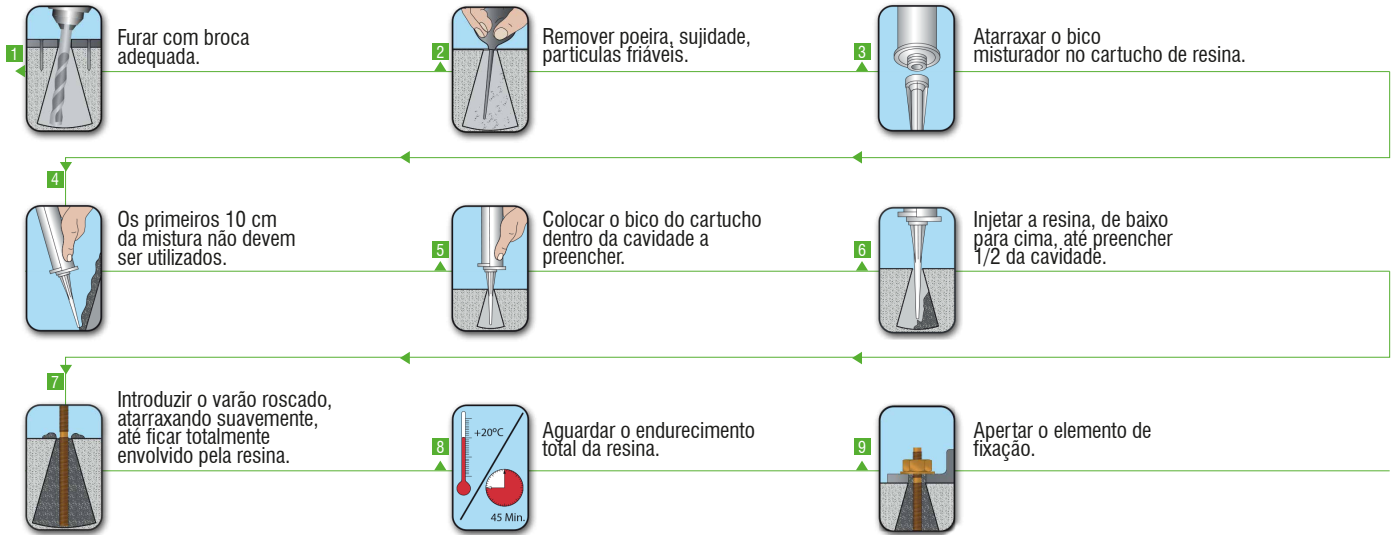 1
Furar com broca
adequada.
2
Remover poeira, sujidade,
particulas friáveis.
3
Atarraxar o bico
misturador no cartucho de resina.
4
Os primeiros 10 cm
da mistura não devem
ser utilizados.
5
Colocar o bico do cartucho
dentro da cavidade a
preencher.
6
Injetar a resina, de baixo
para cima, até preencher
1/2 da cavidade.
7
Introduzir o varão roscado,
atarraxando suavemente,
até ficar totalmente
envolvido pela resina.
8
+20ºC
45 Min.
Aguardar o endurecimento
total da resina.
9
Apertar o elemento de
fixação.